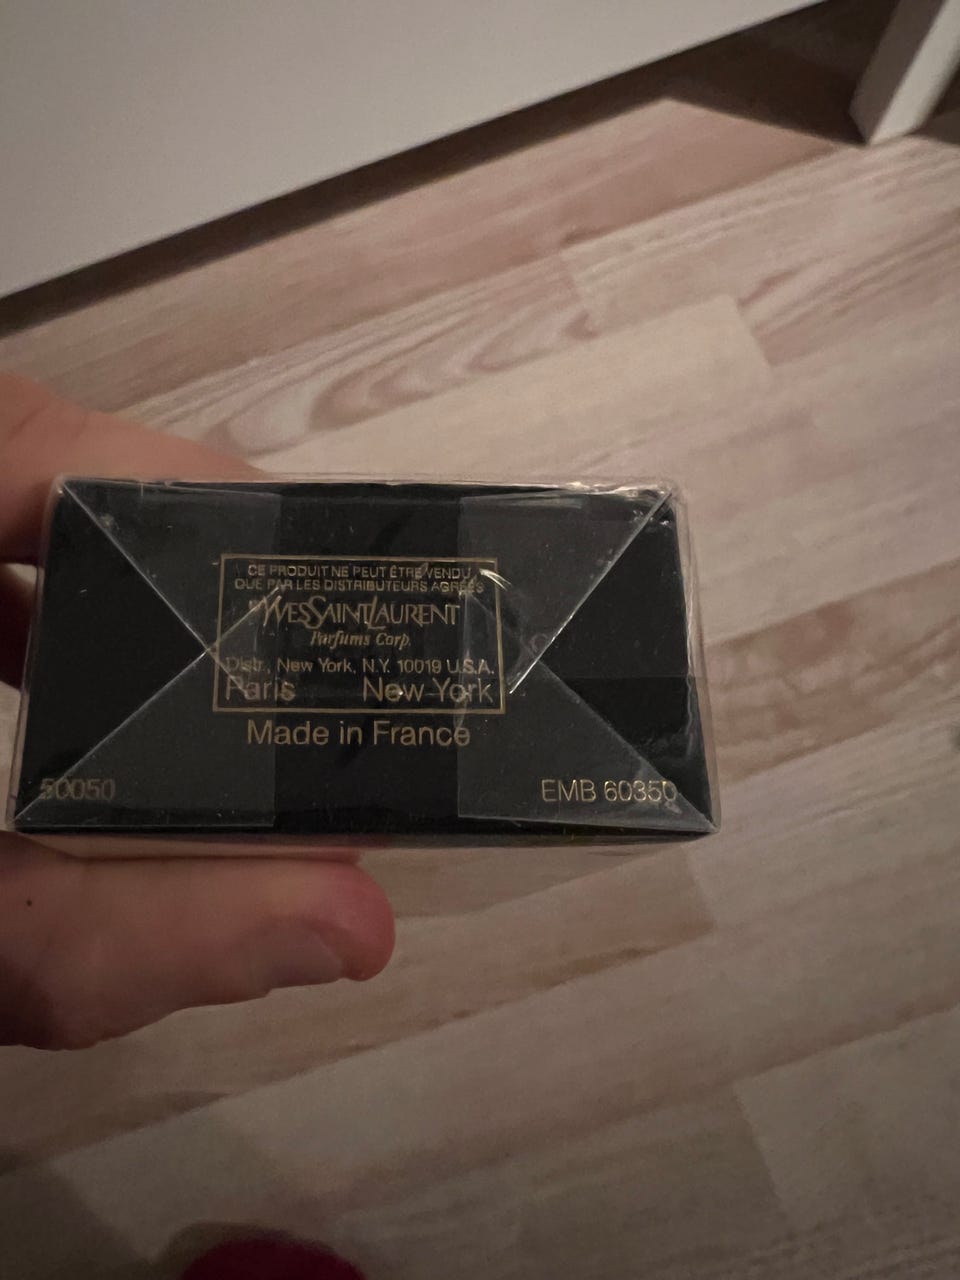 CE PRODUIT NE PEUT ÊTRE VENDU
QUE PAR LES DISTRIBUTEURS AGRÉÉS
YVESSAINTLAURENT
Parfums Corp.
Distr., New York, N.Y. 10019 U.S.A.
Paris New York
Made in France
50050 EMB 60350